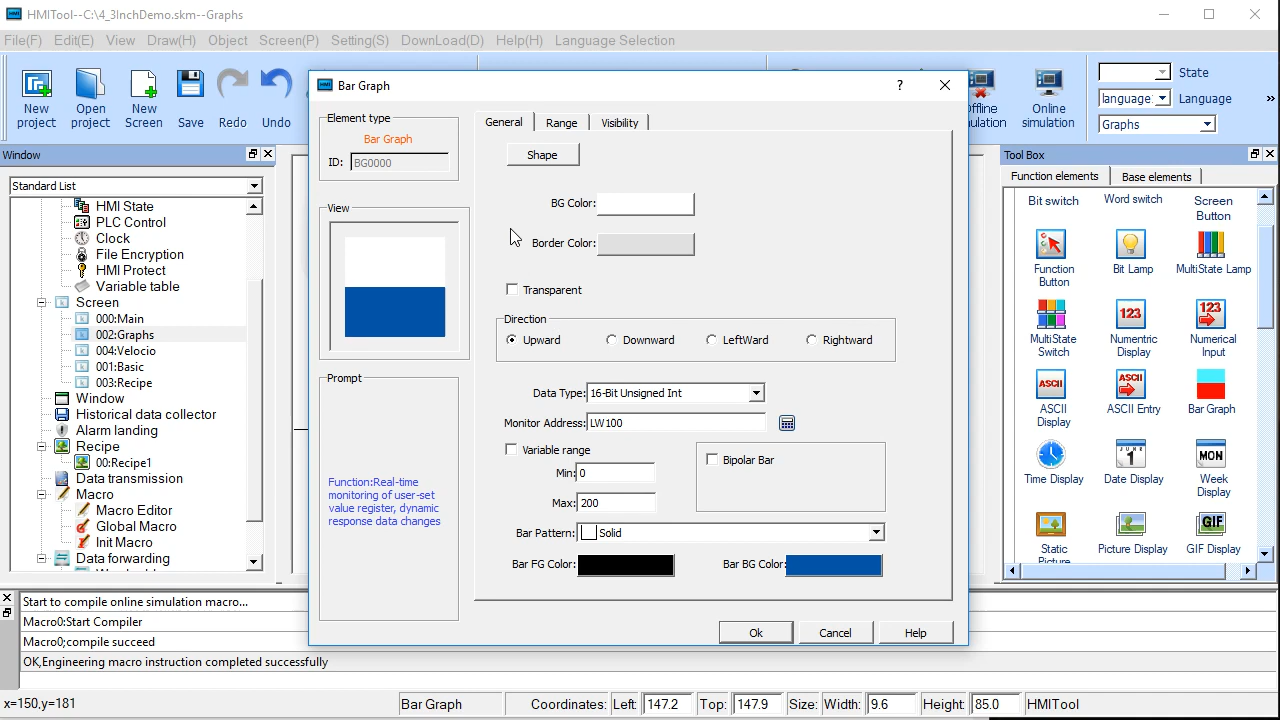 HMITool--C:\4_3InchDemo.skm--Graphs
File(F) Edit(E) View Draw(H) Object Screen(P) Setting(S) DownLoad(D) Help(H) Language Selection
New project
Open project
New Screen
Save
Redo
Undo
Online simulation
State
language: Language
Graphs
»
Window
Standard List
HMI State
PLC Control
Clock
File Encryption
HMI Protect
Variable table
Screen
000:Main
002:Graphs
004:Velocio
001:Basic
003:Recipe
Window
Historical data collector
Alarm landing
Recipe
00:Recipe1
Data transmission
Macro
Macro Editor
Global Macro
Init Macro
Data forwarding
Bar Graph
?
Element type
Bar Graph
ID: BG0000
View
Prompt
Function:Real-time
monitoring of user-set
value register, dynamic
response data changes
General Range Visibility
Shape
BG Color:
Border Color:
Transparent
Direction
Upward Downward LeftWard Rightward
Data Type: 16-Bit Unsigned Int
Monitor Address: LW100
Variable range
Min: 0
Max: 200
Bipolar Bar
Bar Pattern: Solid
Bar FG Color: Bar BG Color:
Ok Cancel Help
Tool Box
Function elements Base elements
Bit switch Word switch Screen
Button
Function
Button
Bit Lamp
MultiState Lamp
MultiState
Switch
123
Numerric
Display
123
Numerical
Input
ASCII
ASCII
Display
ASCII
ASCII Entry
Bar Graph
Time Display
1
Date Display
MON
Week
Display
Static
Picture
Picture Display
GIF
GIF Display
Start to compile online simulation macro...
Macro0:Start Compiler
Macro0;compile succeed
OK,Engineering macro instruction completed successfully
x=150,y=181 Bar Graph Coordinates: Left: 147.2 Top: 147.9 Size: Width: 9.6 Height: 85.0 HMITool